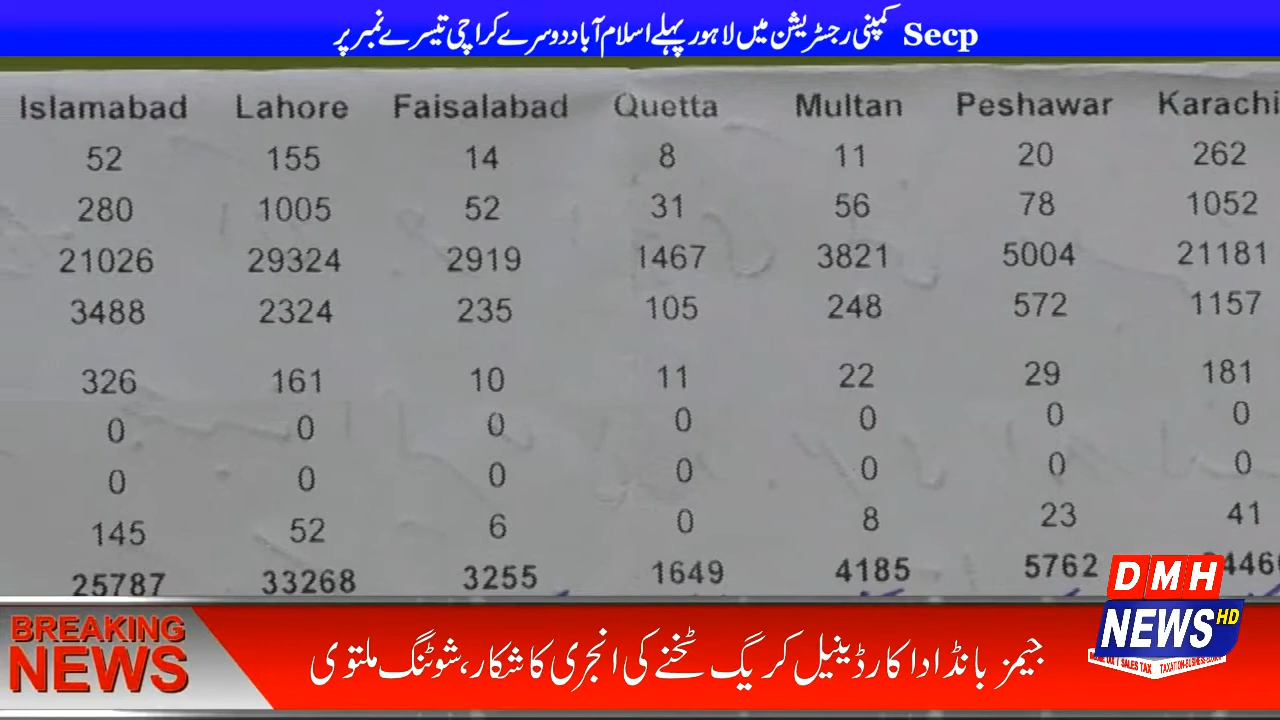 Secp کمپنی رجسٹریشن میں لاہور پہلے اسلام آباد دوسرے کراچی تیسرے نمبر پر
Islamabad Lahore Faisalabad Quetta Multan Peshawar Karachi
52 155 14 8 11 20 262
280 1005 52 31 56 78 1052
21026 29324 2919 1467 3821 5004 21181
3488 2324 235 105 248 572 1157
326 161 10 11 22 29 181
0 0 0 0 0 0 0
0 0 0 0 0 0 0
145 52 6 0 8 23 41
25787 33268 3255 1649 4185 5762
DMH
NEWS HD
/ SALES TAX
BREAKING
NEWS
جیمز بانڈ اداکار ڈینیل کریگ ٹخنے کی انجری کا شکار، شوٹنگ ملتوی